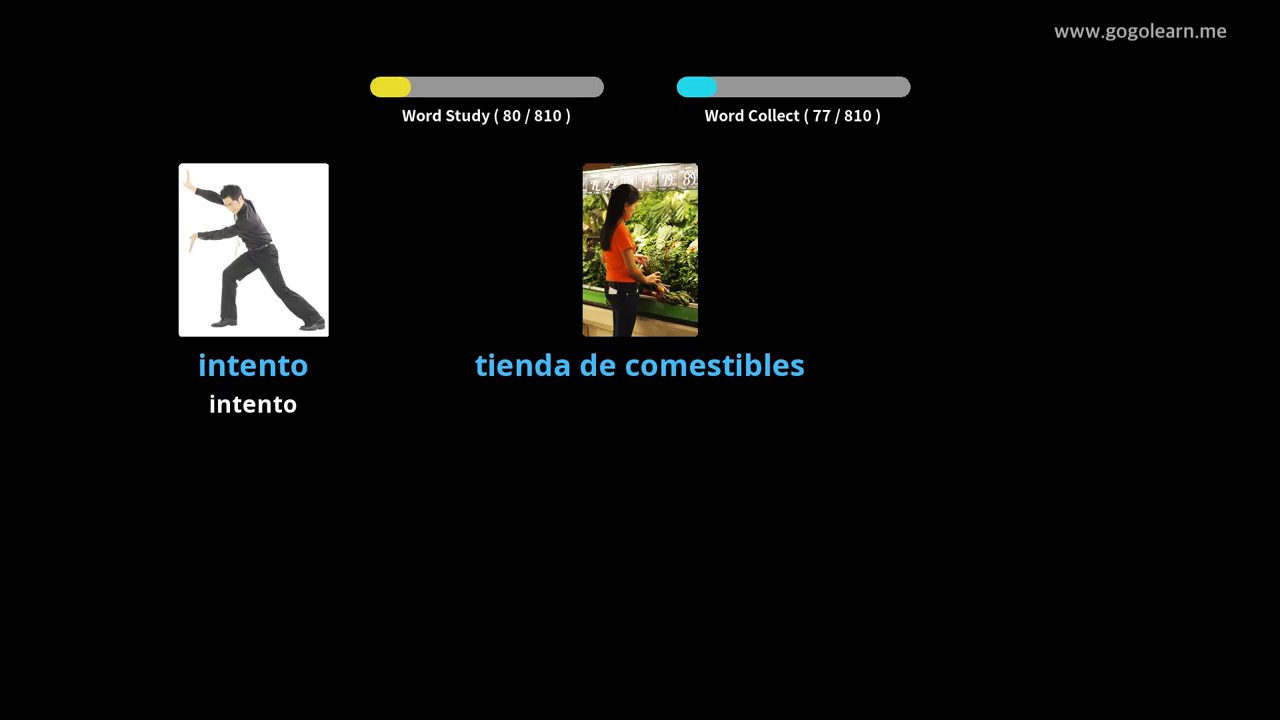 www.gogolearn.me
Word Study ( 80 / 810 )
Word Collect ( 77 / 810 )
intento
tienda de comestibles
intento